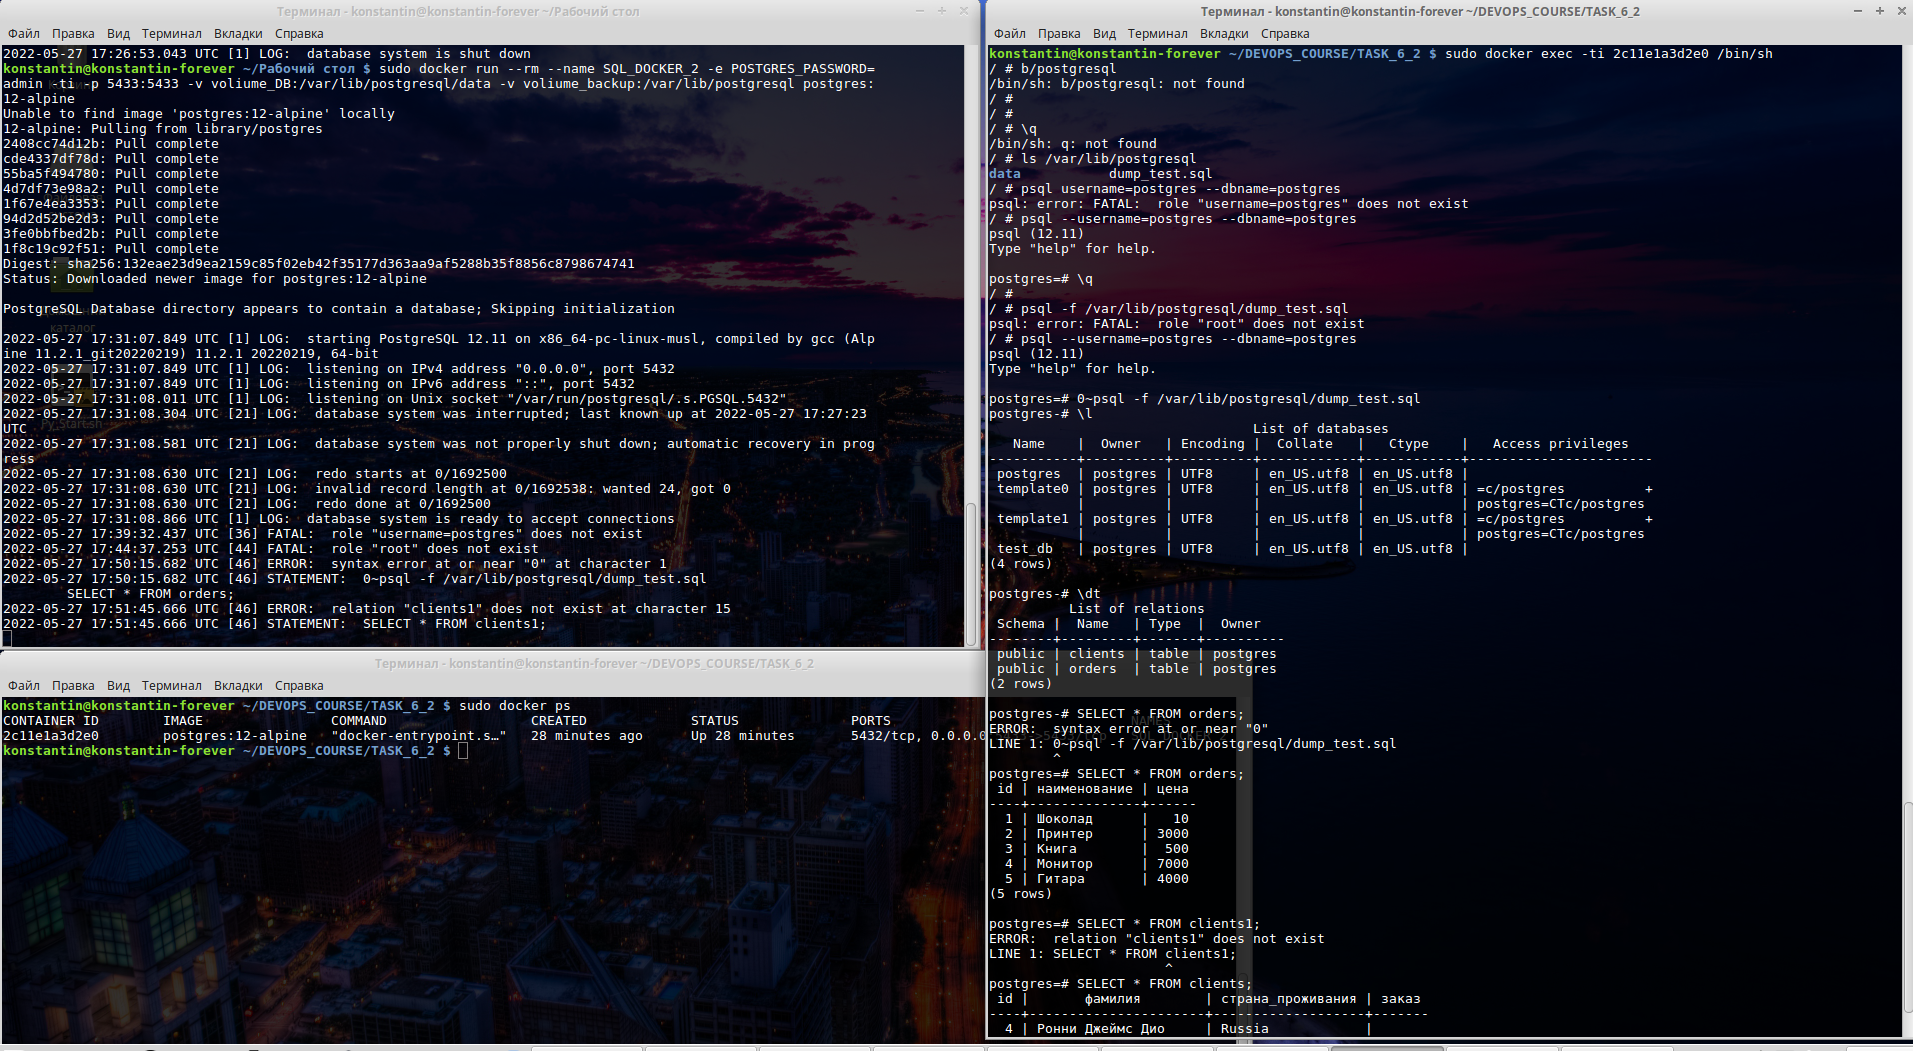 Терминал - konstantin@konstantin-forever ~/Рабочий стол
Файл Правка Вид Терминал Вкладки Справка
2022-05-27 17:26:53.043 UTC [1] LOG:  database system is shut down
konstantin@konstantin-forever ~/Рабочий стол $ sudo docker run --rm --name SQL_DOCKER_2 -e POSTGRES_PASSWORD=
admin -ti -p 5433:5433 -v voliume_DB:/var/lib/postgresql/data -v voliume_backup:/var/lib/postgresql postgres:
12-alpine
Unable to find image 'postgres:12-alpine' locally
12-alpine: Pulling from library/postgres
2408cc74d12b: Pull complete
cde4337df78d: Pull complete
55ba5f494780: Pull complete
4d7df73e98a2: Pull complete
1f67e4ea3353: Pull complete
94d2d52be2d3: Pull complete
3fe0bbfbed2b: Pull complete
1f8c19c92f51: Pull complete
Digest: sha256:132eae23d9ea2159c85f02eb42f35177d363aa9af5288b35f8856c8798674741
Status: Downloaded newer image for postgres:12-alpine
PostgreSQL Database directory appears to contain a database; Skipping initialization
каталог
2022-05-27 17:31:07.849 UTC [1] LOG:  starting PostgreSQL 12.11 on x86_64-pc-linux-musl, compiled by gcc (Alp
ine 11.2.1_git20220219) 11.2.1 20220219, 64-bit
2022-05-27 17:31:07.849 UTC [1] LOG:  listening on IPv4 address "0.0.0.0", port 5432
2022-05-27 17:31:07.849 UTC [1] LOG:  listening on IPv6 address "::", port 5432
2022-05-27 17:31:08.011 UTC [1] LOG:  listening on Unix socket "/var/run/postgresql/.s.PGSQL.5432"
2022-05-27 17:31:08.304 UTC [21] LOG:  database system was interrupted; last known up at 2022-05-27 17:27:23
UTC
2022-05-27 17:31:08.581 UTC [21] LOG:  database system was not properly shut down; automatic recovery in prog
ress
2022-05-27 17:31:08.630 UTC [21] LOG:  redo starts at 0/1692500
2022-05-27 17:31:08.630 UTC [21] LOG:  invalid record length at 0/1692538: wanted 24, got 0
2022-05-27 17:31:08.630 UTC [21] LOG:  redo done at 0/1692500
2022-05-27 17:31:08.866 UTC [1] LOG:  database system is ready to accept connections
2022-05-27 17:39:32.437 UTC [36] FATAL:  role "username=postgres" does not exist
2022-05-27 17:44:37.253 UTC [44] FATAL:  role "root" does not exist
2022-05-27 17:50:15.682 UTC [46] ERROR:  syntax error at or near "0" at character 1
2022-05-27 17:50:15.682 UTC [46] STATEMENT:  0~psql -f /var/lib/postgresql/dump_test.sql
SELECT * FROM orders;
2022-05-27 17:51:45.666 UTC [46] ERROR:  relation "clients1" does not exist at character 15
2022-05-27 17:51:45.666 UTC [46] STATEMENT:  SELECT * FROM clients1;
Терминал - konstantin@konstantin-forever ~/DEVOPS_COURSE/TASK_6_2
Файл Правка Вид Терминал Вкладки Справка
konstantin@konstantin-forever ~/DEVOPS_COURSE/TASK_6_2 $ sudo docker ps
CONTAINER ID        IMAGE               COMMAND                  CREATED             STATUS              PORTS
2c11e1a3d2e0        postgres:12-alpine   "docker-entrypoint.s…"   28 minutes ago      Up 28 minutes       5432/tcp, 0.0.0.0
konstantin@konstantin-forever ~/DEVOPS_COURSE/TASK_6_2 $
Терминал - konstantin@konstantin-forever ~/DEVOPS_COURSE/TASK_6_2
Файл Правка Вид Терминал Вкладки Справка
konstantin@konstantin-forever ~/DEVOPS_COURSE/TASK_6_2 $ sudo docker exec -ti 2c11e1a3d2e0 /bin/sh
/ # b/postgresql
/bin/sh: b/postgresql: not found
/ #
/ #
/ # \q
/bin/sh: q: not found
/ # ls /var/lib/postgresql
data           dump_test.sql
/ # psql username=postgres --dbname=postgres
psql: error: FATAL:  role "username=postgres" does not exist
/ # psql --username=postgres --dbname=postgres
psql (12.11)
Type "help" for help.
postgres=# \q
/ #
/ # psql -f /var/lib/postgresql/dump_test.sql
psql: error: FATAL:  role "root" does not exist
/ # psql --username=postgres --dbname=postgres
psql (12.11)
Type "help" for help.
postgres=# 0~psql -f /var/lib/postgresql/dump_test.sql
postgres-# \l
List of databases
Name    |  Owner   | Encoding |  Collate   |   Ctype    |   Access privileges
-----------+----------+----------+------------+------------+-----------------------
postgres  | postgres | UTF8     | en_US.utf8 | en_US.utf8 |
template0 | postgres | UTF8     | en_US.utf8 | en_US.utf8 | =c/postgres          +
|          |          |            |            | postgres=CTc/postgres
template1 | postgres | UTF8     | en_US.utf8 | en_US.utf8 | =c/postgres          +
|          |          |            |            | postgres=CTc/postgres
test_db   | postgres | UTF8     | en_US.utf8 | en_US.utf8 |
(4 rows)
postgres-# \dt
List of relations
Schema |  Name   | Type  |  Owner
--------+---------+-------+----------
public | clients | table | postgres
public | orders  | table | postgres
(2 rows)
postgres-# SELECT * FROM orders;
ERROR:  syntax error at or near "0"
LINE 1: 0~psql -f /var/lib/postgresql/dump_test.sql
^
postgres=# SELECT * FROM orders;
id | наименование | цена
----+--------------+------
1 | Шоколад      |   10
2 | Принтер      | 3000
3 | Книга        |  500
4 | Монитор      | 7000
5 | Гитара       | 4000
(5 rows)
postgres=# SELECT * FROM clients1;
ERROR:  relation "clients1" does not exist
LINE 1: SELECT * FROM clients1;
^
postgres=# SELECT * FROM clients;
id |       фамилия        | страна_проживания | заказ
----+----------------------+-------------------+-------
4 | Ронни Джеймс Дио     | Russia            |